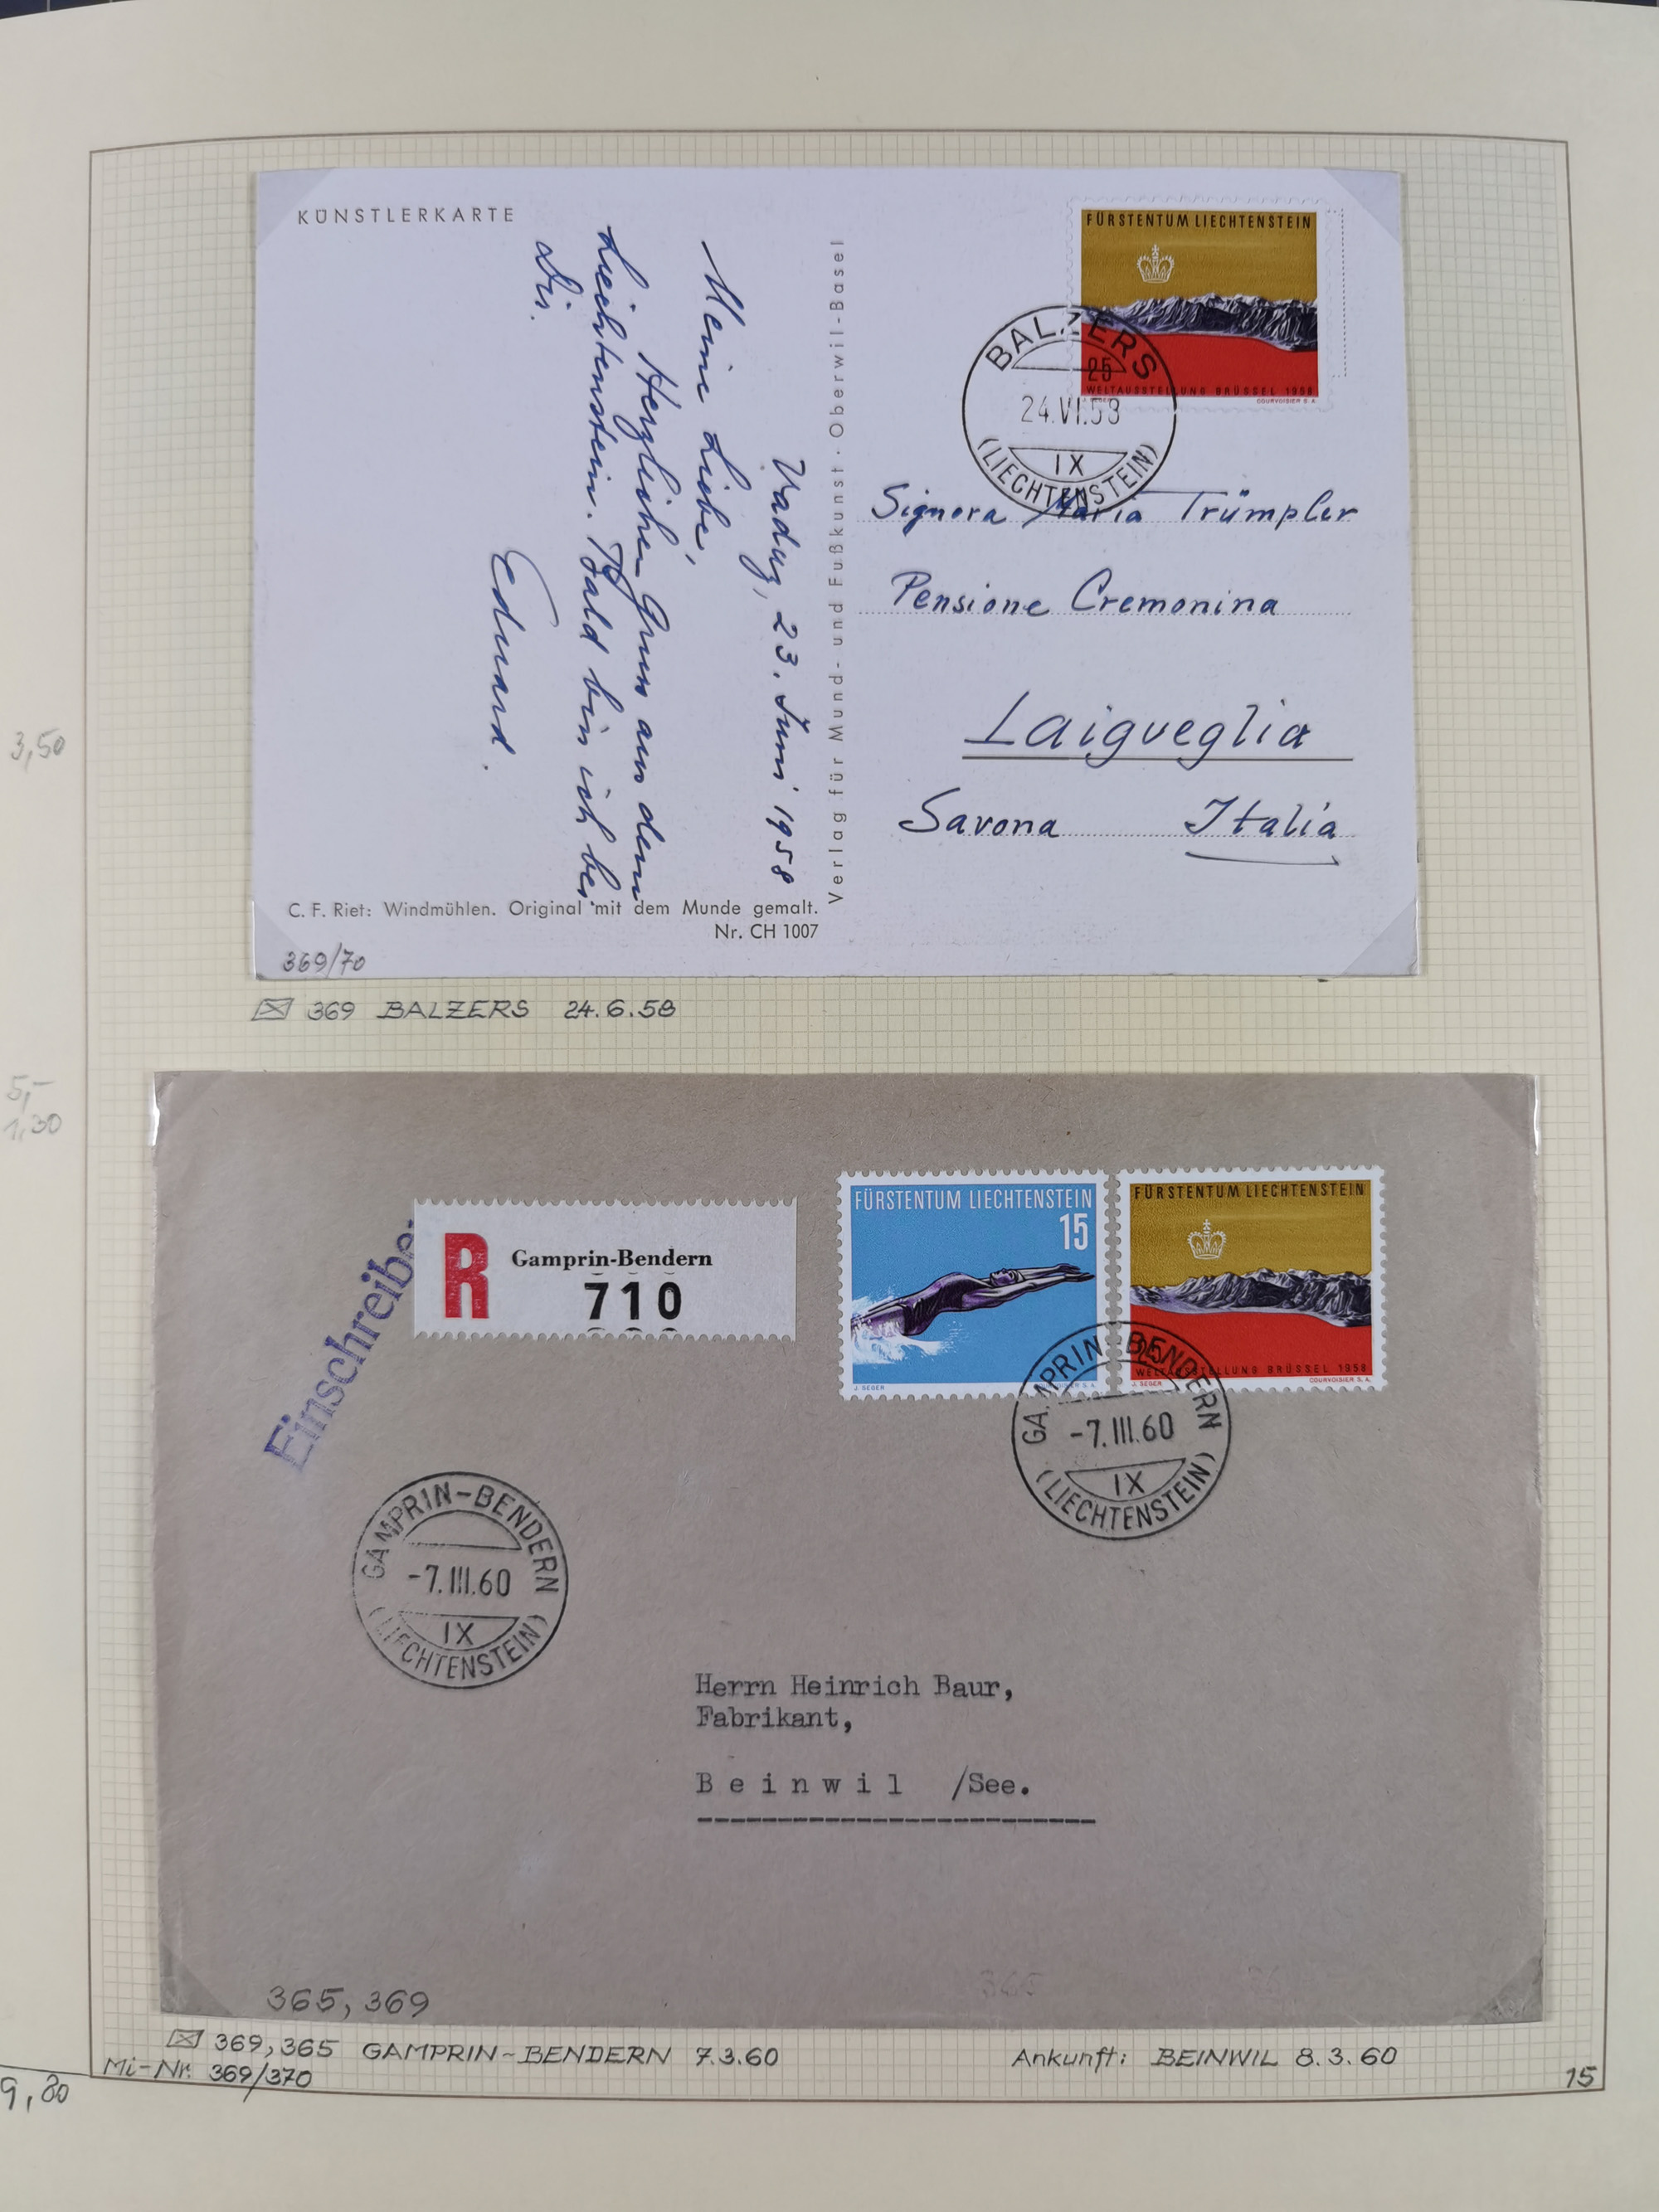 KÜNSTLERKARTE
Vaduz, 23. Juni 1958
Meine Liebe,
Herzlichen Gruss aus dem
Liechtenstein. Bald bin ich bei
Dir.
Eduard.
Verlag für Mund- und Fußkunst · Oberwil-Basel
FÜRSTENTUM LIECHTENSTEIN
25
WELTAUSSTELLUNG BRÜSSEL 1958
COURVOISIER S.A.
BALZERS
24.VI.58
IX
(LIECHTENSTEIN)
Signora Maria Trümpler
Pensione Cremonina
Laigueglia
Savona Italia
C. F. Riet: Windmühlen. Original mit dem Munde gemalt.
Nr. CH 1007
369/70
369 BALZERS 24.6.58
3,50
5,-
1,30
Einschreiben
R Gamprin-Bendern
710
FÜRSTENTUM LIECHTENSTEIN
15
J. SEGER
FÜRSTENTUM LIECHTENSTEIN
25
WELTAUSSTELLUNG BRÜSSEL 1958
J. SEGER COURVOISIER S.A.
GAMPRIN-BENDERN
-7.III.60
IX
(LIECHTENSTEIN)
GAMPRIN-BENDERN
-7.III.60
IX
(LIECHTENSTEIN)
Herrn Heinrich Baur,
Fabrikant,
Beinwil /See.
365, 369
369, 365 GAMPRIN-BENDERN 7.3.60 Ankunft: BEINWIL 8.3.60
Mi-Nr. 369/370 15
9,80